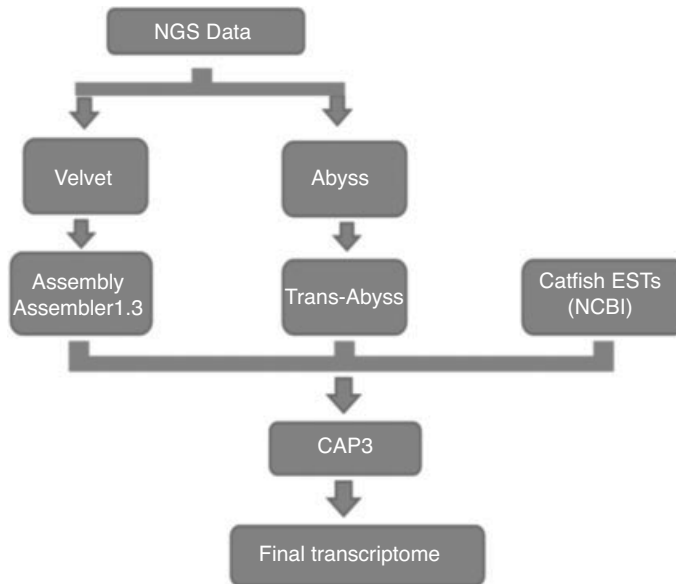 NGS Data
Velvet
Abyss
Assembly
Assembler1.3
Trans-Abyss
Catfish ESTs
(NCBI)
CAP3
Final transcriptome